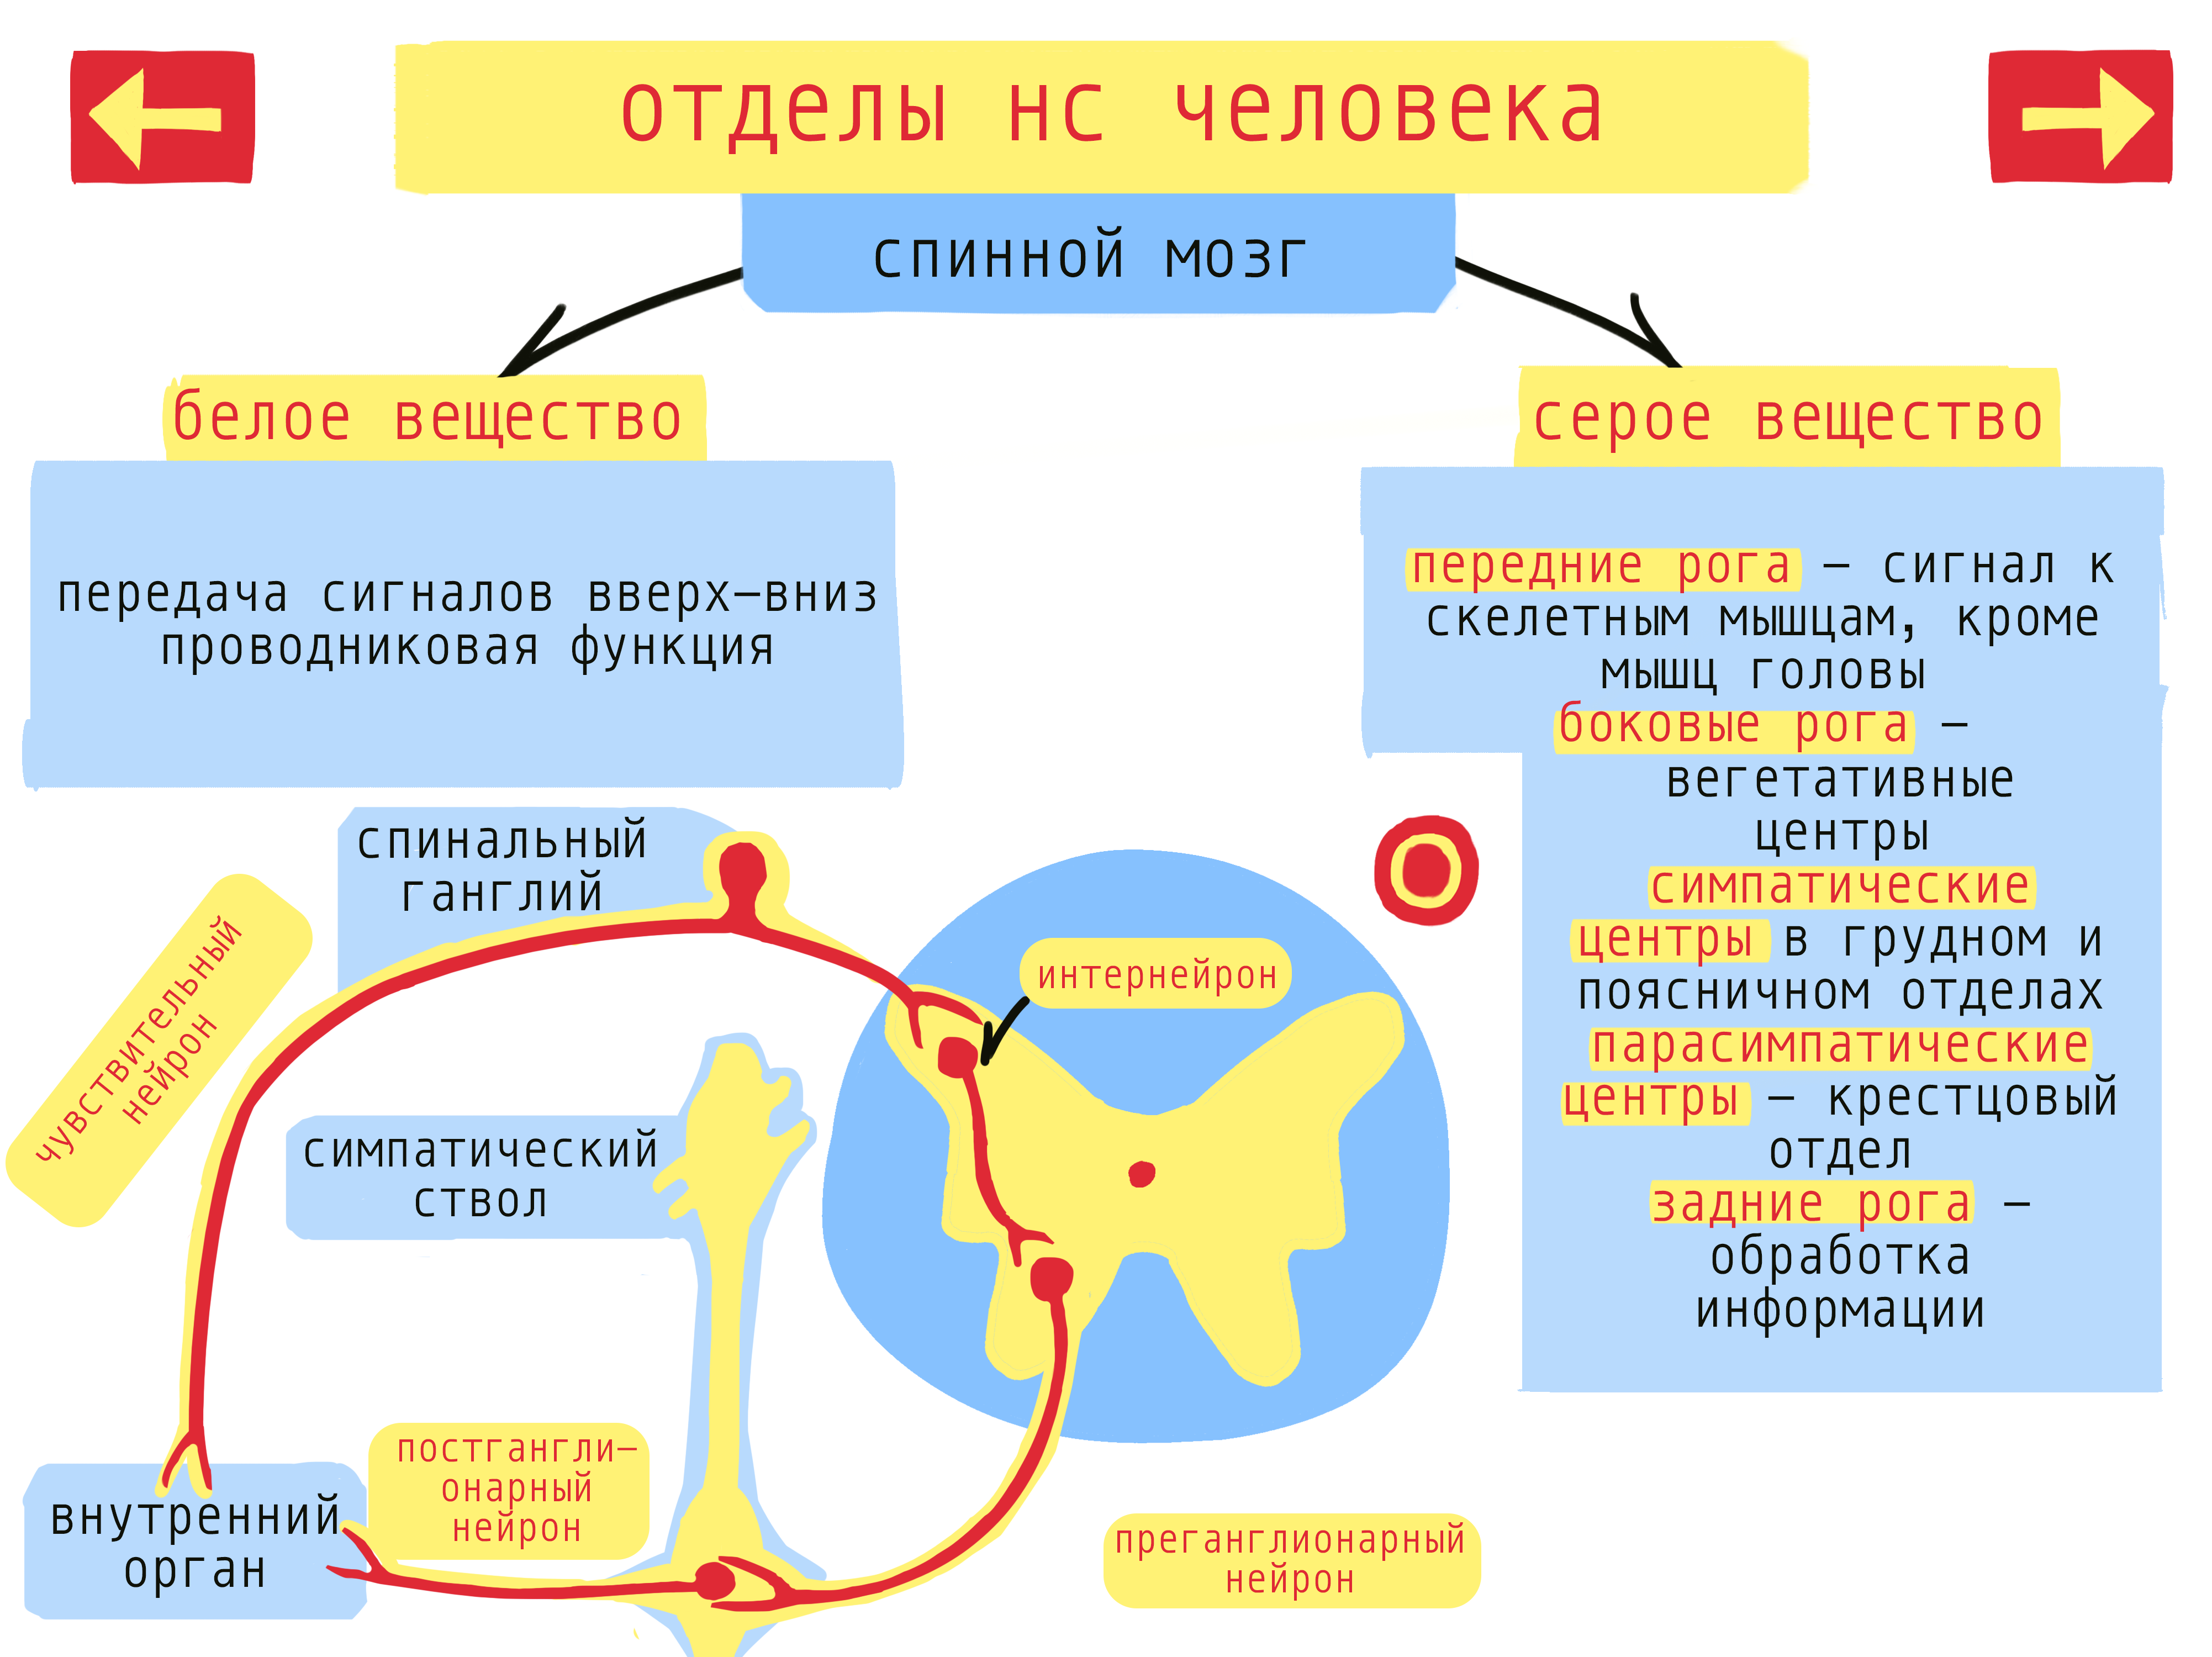 отделы нс человека
спинной мозг
белое вещество
передача сигналов вверх–вниз
проводниковая функция
серое вещество
передние рога – сигнал к
скелетным мышцам, кроме
мышц головы
боковые рога –
вегетативные
центры
симпатические
центры в грудном и
поясничном отделах
парасимпатические
центры – крестцовый
отдел
задние рога –
обработка
информации
спинальный
ганглий
чувствительный
нейрон
интернейрон
симпатический
ствол
постгангли–
онарный
нейрон
внутренний
орган
преганглионарный
нейрон